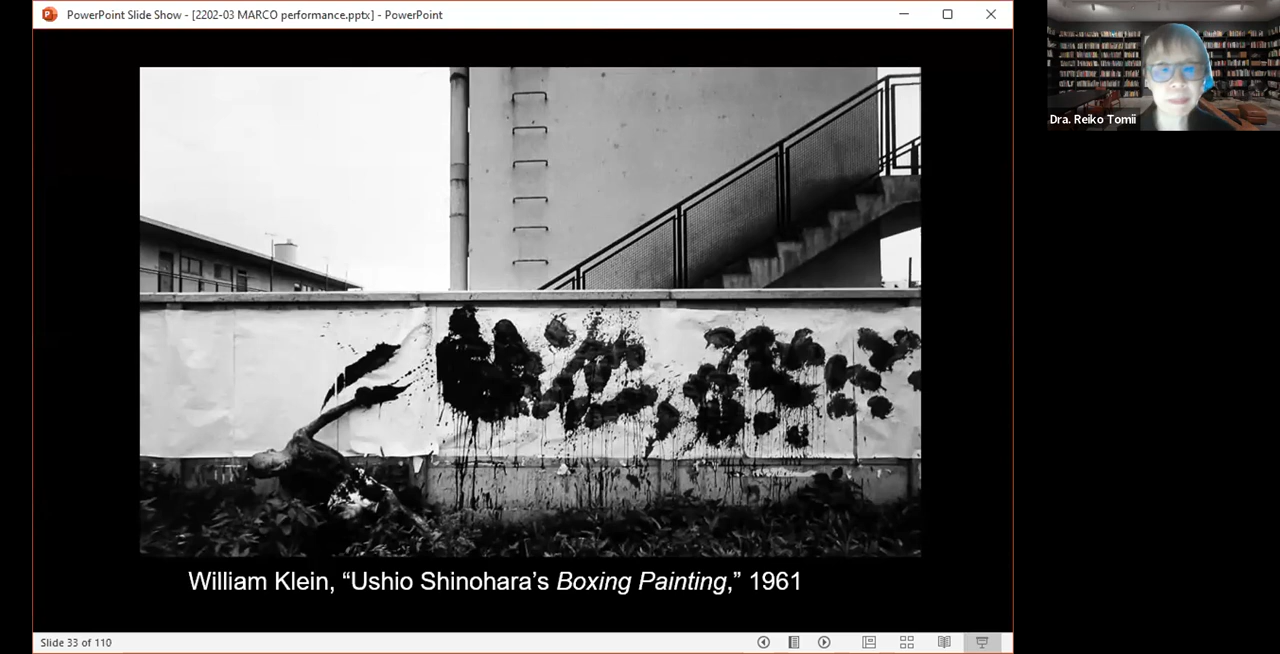 PowerPoint Slide Show - [2202-03 MARCO performance.pptx] - PowerPoint
Dra. Reiko Tomii
William Klein, “Ushio Shinohara’s Boxing Painting,” 1961
Slide 33 of 110